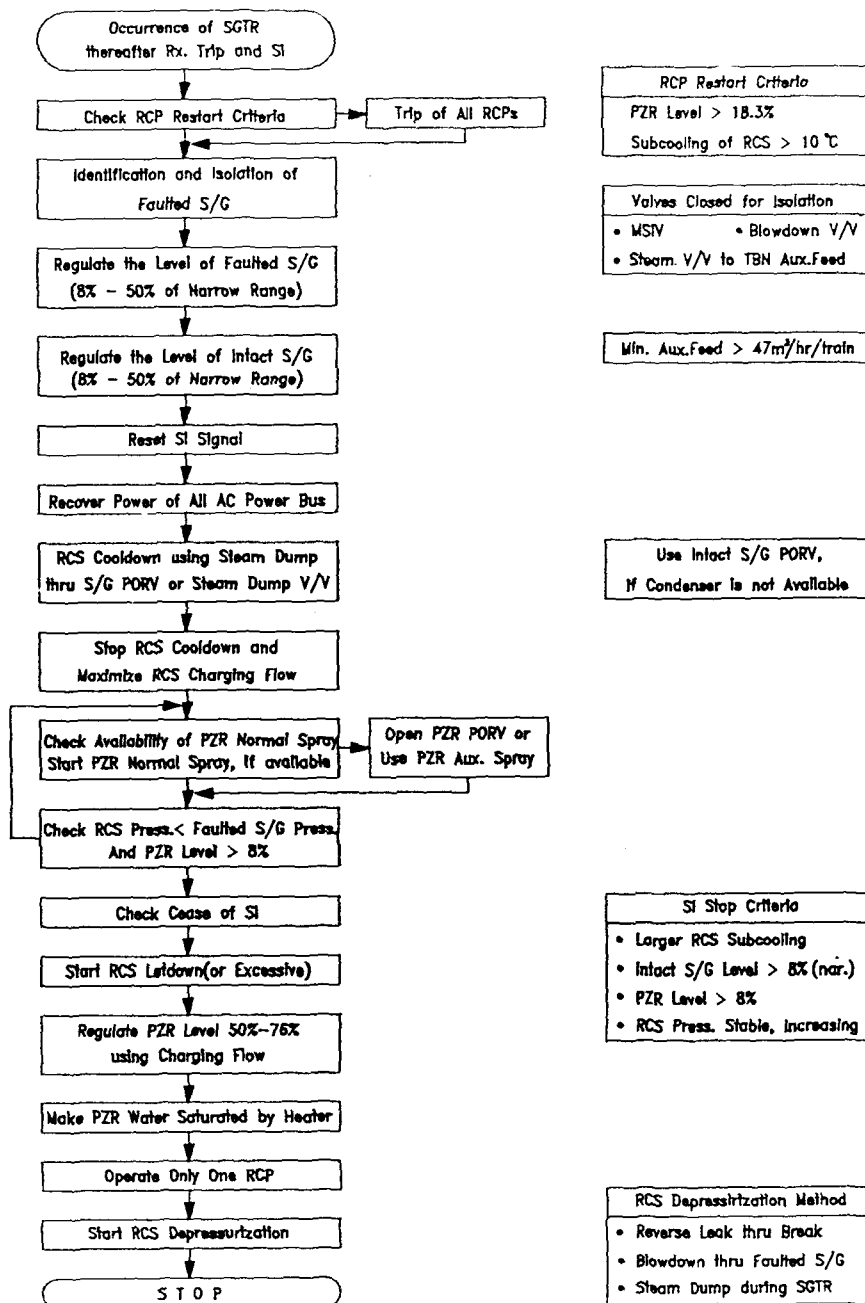 Occurrence of SGTR
thereafter Rx. Trip and SI
Check RCP Restart Criteria
Trip of All RCPs
Identification and Isolation of
Faulted S/G
Regulate the Level of Faulted S/G
(8% - 50% of Narrow Range)
Regulate the Level of Intact S/G
(8% - 50% of Narrow Range)
Reset SI Signal
Recover Power of All AC Power Bus
RCS Cooldown using Steam Dump
thru S/G PORV or Steam Dump V/V
Stop RCS Cooldown and
Maximize RCS Charging Flow
Check Availability of PZR Normal Spray
Start PZR Normal Spray, if available
Open PZR PORV or
Use PZR Aux. Spray
Check RCS Press.< Faulted S/G Press.
And PZR Level > 8%
Check Cease of SI
Start RCS Letdown(or Excessive)
Regulate PZR Level 50%-76%
using Charging Flow
Make PZR Water Saturated by Heater
Operate Only One RCP
Start RCS Depressurization
S T O P
RCP Restart Criteria
PZR Level > 18.3%
Subcooling of RCS > 10 °C
Valves Closed for Isolation
• MSIV • Blowdown V/V
• Steam. V/V to TBN Aux.Feed
Min. Aux.Feed > 47m³/hr/train
Use Intact S/G PORV,
If Condenser is not Available
SI Stop Criteria
• Larger RCS Subcooling
• Intact S/G Level > 8% (nar.)
• PZR Level > 8%
• RCS Press. Stable, Increasing
RCS Depressirization Method
• Reverse Leak thru Break
• Blowdown thru Faulted S/G
• Steam Dump during SGTR